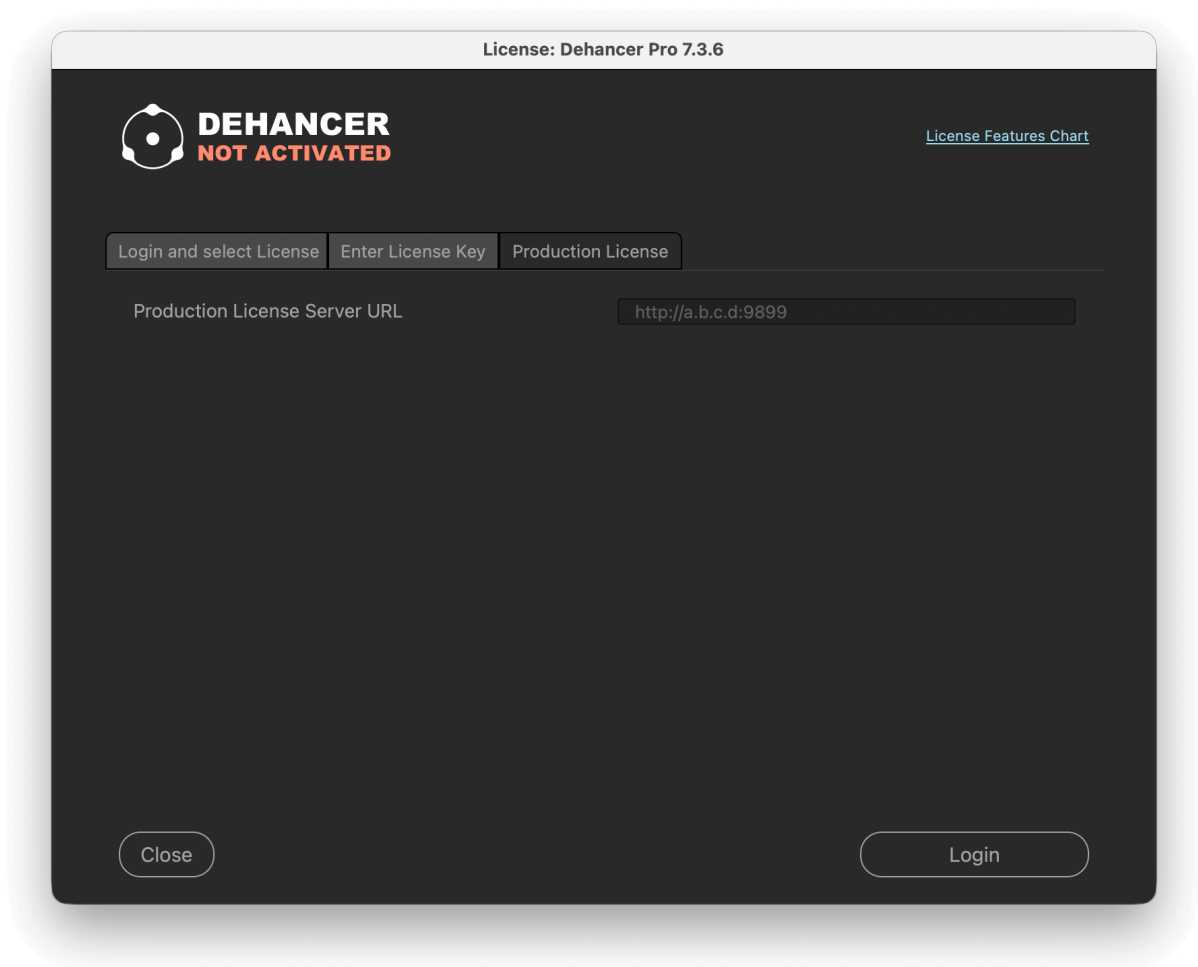 License: Dehancer Pro 7.3.6
DEHANCER
NOT ACTIVATED
License Features Chart
Login and select License
Enter License Key
Production License
Production License Server URL
http://a.b.c.d:9899
Close
Login